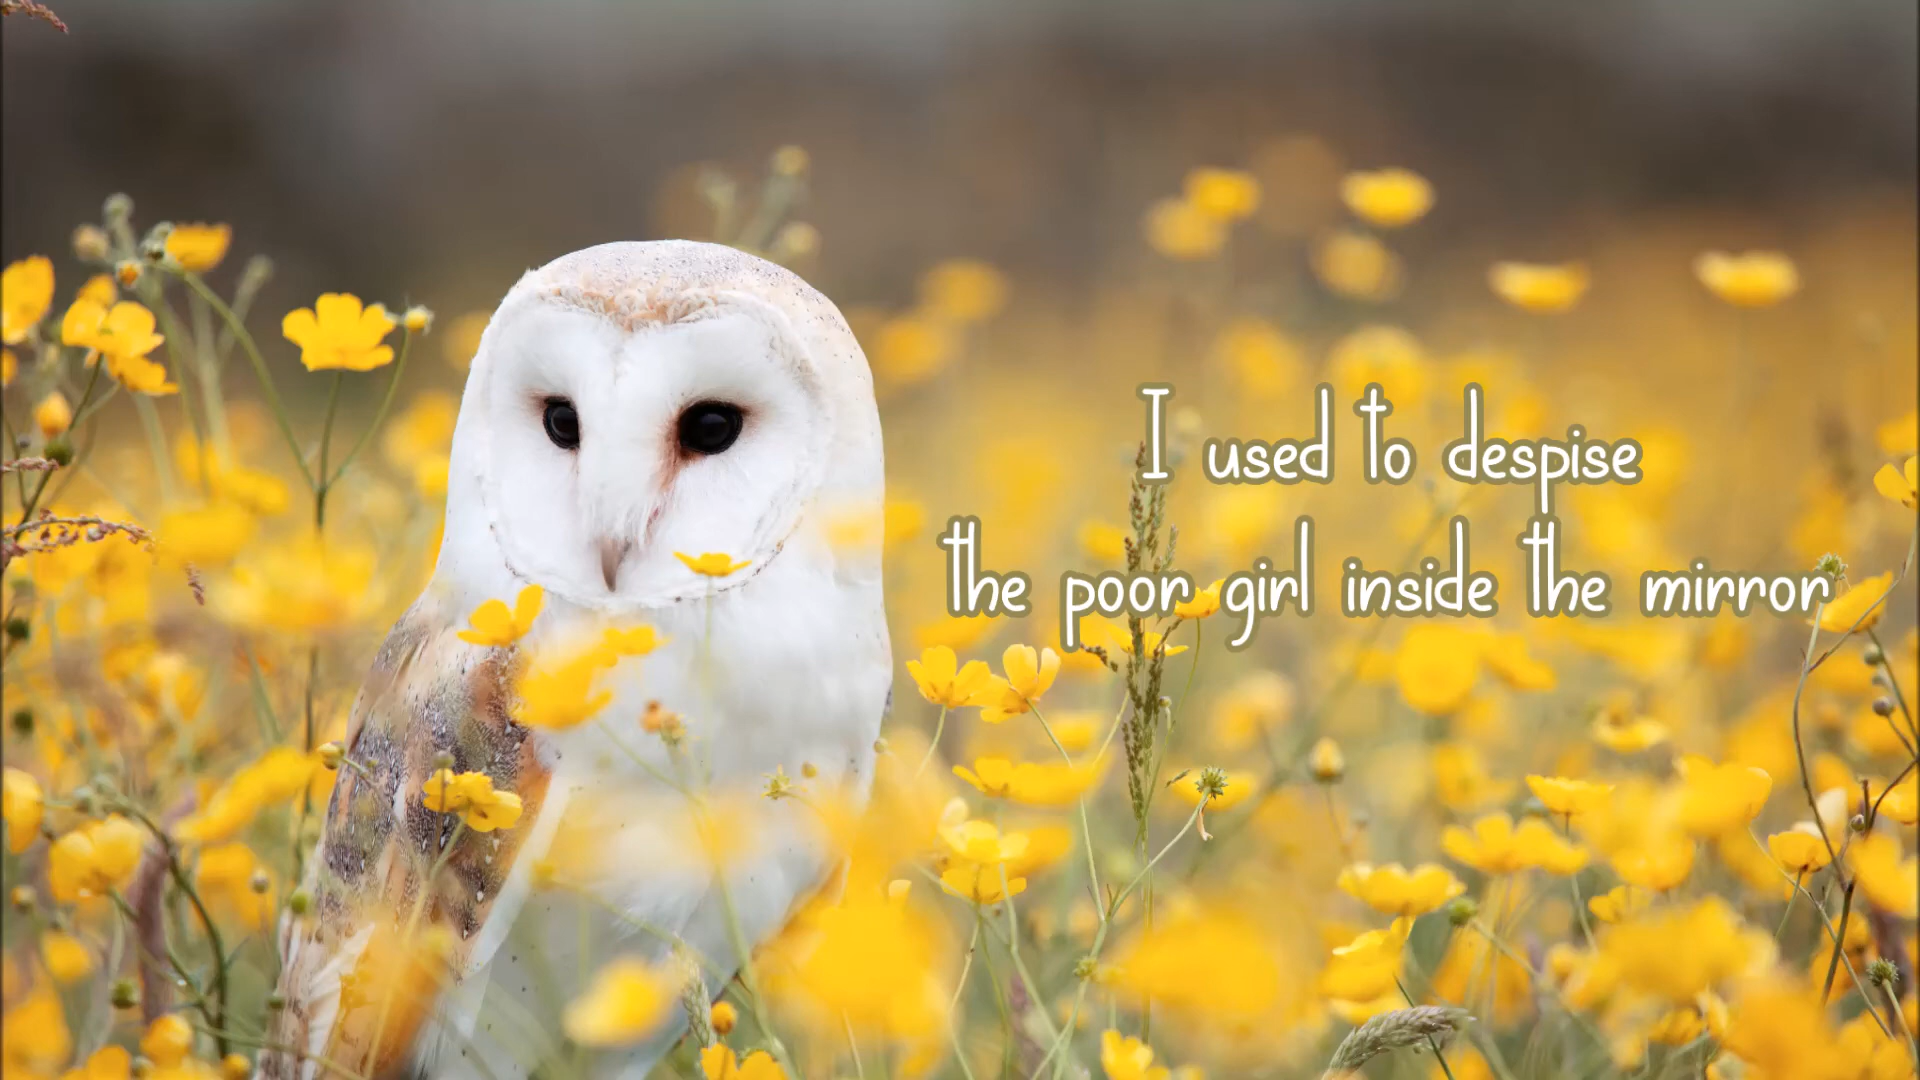 I used to despise
the poor girl inside the mirror